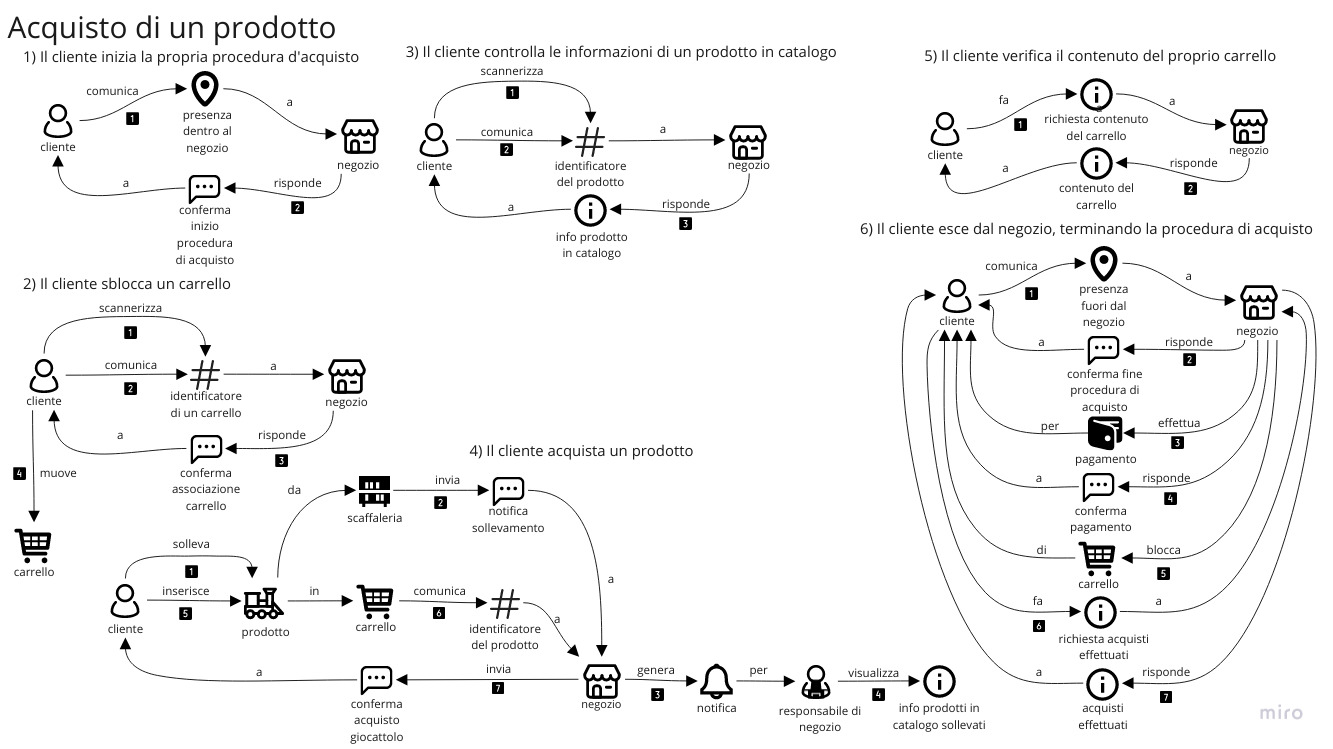 Acquisto di un prodotto
1) Il cliente inizia la propria procedura d'acquisto
comunica
1
a
presenza
dentro al
negozio
cliente
negozio
a
risponde
2
conferma
inizio
procedura
di acquisto
2) Il cliente sblocca un carrello
scannerizza
1
comunica
2
a
cliente
identificatore
di un carrello
negozio
a
risponde
3
conferma
associazione
carrello
4
muove
carrello
3) Il cliente controlla le informazioni di un prodotto in catalogo
scannerizza
1
comunica
2
a
cliente
identificatore
del prodotto
negozio
a
risponde
3
info prodotto
in catalogo
4) Il cliente acquista un prodotto
da
invia
2
scaffaleria
notifica
sollevamento
a
solleva
1
inserisce
5
in
comunica
6
a
cliente
prodotto
carrello
identificatore
del prodotto
a
invia
7
conferma
acquisto
giocattolo
negozio
genera
3
notifica
per
responsabile di
negozio
visualizza
4
info prodotti in
catalogo sollevati
5) Il cliente verifica il contenuto del proprio carrello
fa
1
a
richiesta contenuto
del carrello
cliente
negozio
a
risponde
2
contenuto del
carrello
6) Il cliente esce dal negozio, terminando la procedura di acquisto
comunica
1
a
presenza
fuori dal
negozio
cliente
negozio
a
risponde
2
conferma fine
procedura di
acquisto
per
effettua
3
pagamento
a
risponde
4
conferma
pagamento
di
blocca
5
carrello
fa
6
a
richiesta acquisti
effettuati
a
risponde
7
acquisti
effettuati
miro